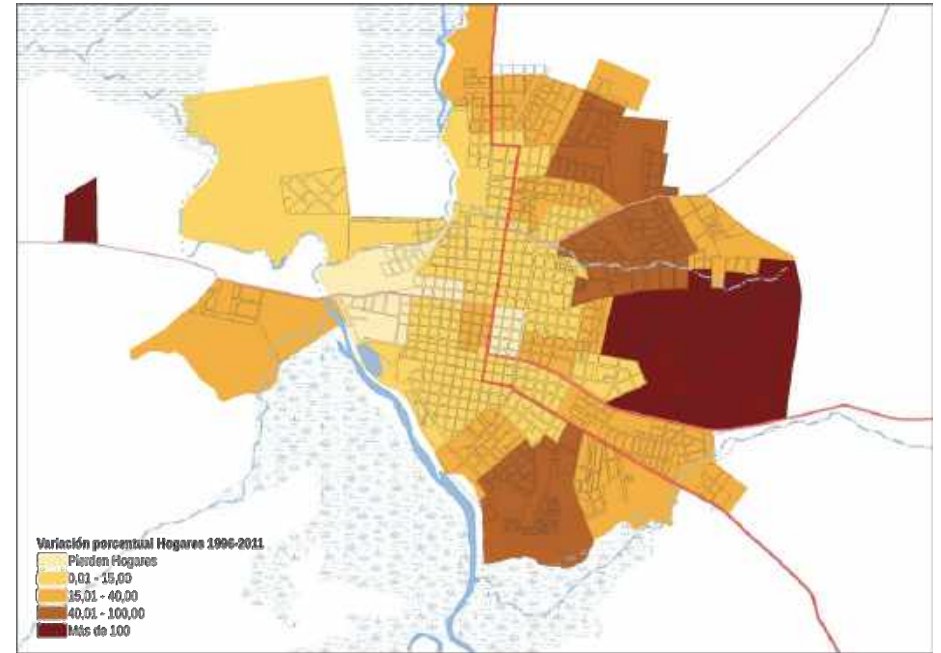 Variación porcentual Hogares 1996-2011
Pierden Hogares
0,01 - 15,00
15,01 - 40,00
40,01 - 100,00
Más de 100